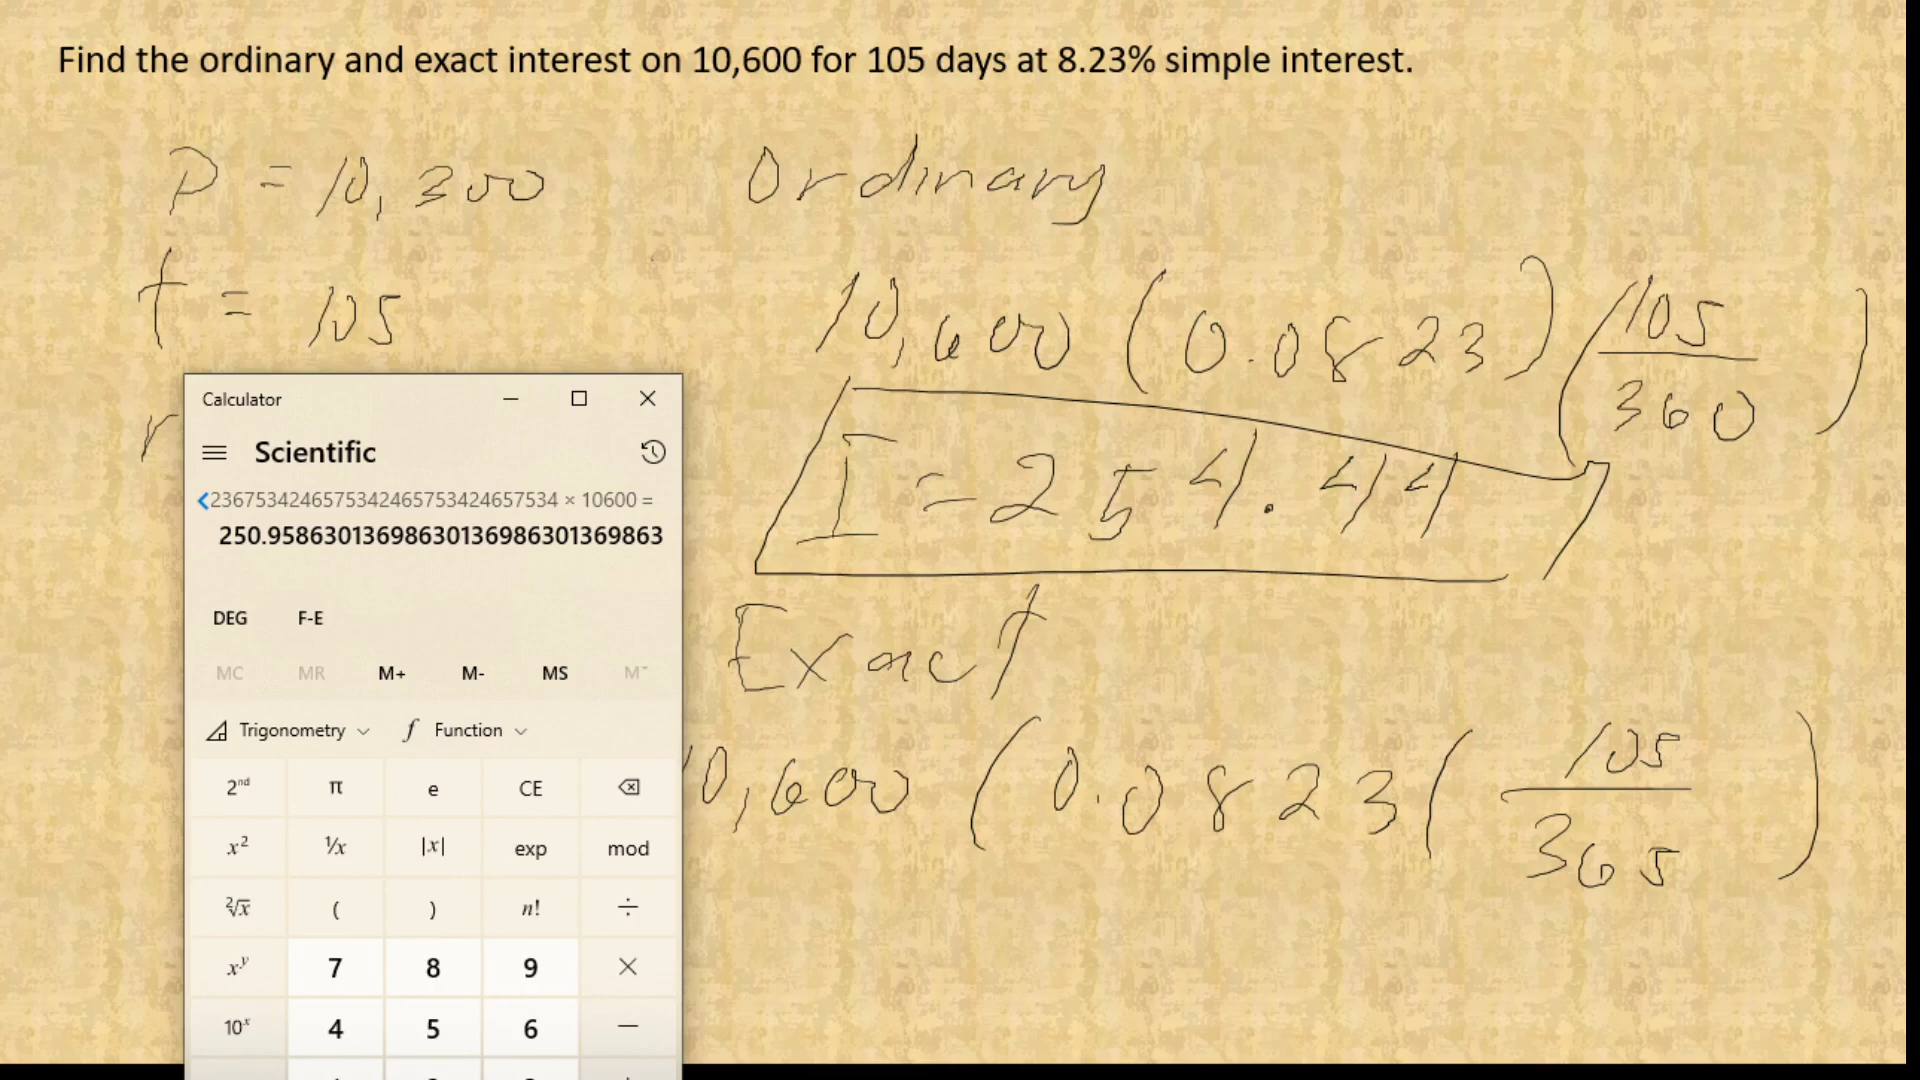 Find the ordinary and exact interest on 10,600 for 105 days at 8.23% simple interest.
P = 10,300
Ordinary
t = 105
10,600 (0.0823) (105/360)
r
I = 254.44
Exact
10,600 (0.0823 (105/365)
Calculator
Scientific
23675342465753424657534246575​34 × 10600 =
250.95863013698630136986301369863
DEG F-E
MC MR M+ M- MS M˅
Trigonometry f Function
2nd π e CE
x² ¹/x |x| exp mod
²√x ( ) n! ÷
xʸ 7 8 9 ×
10ˣ 4 5 6 −